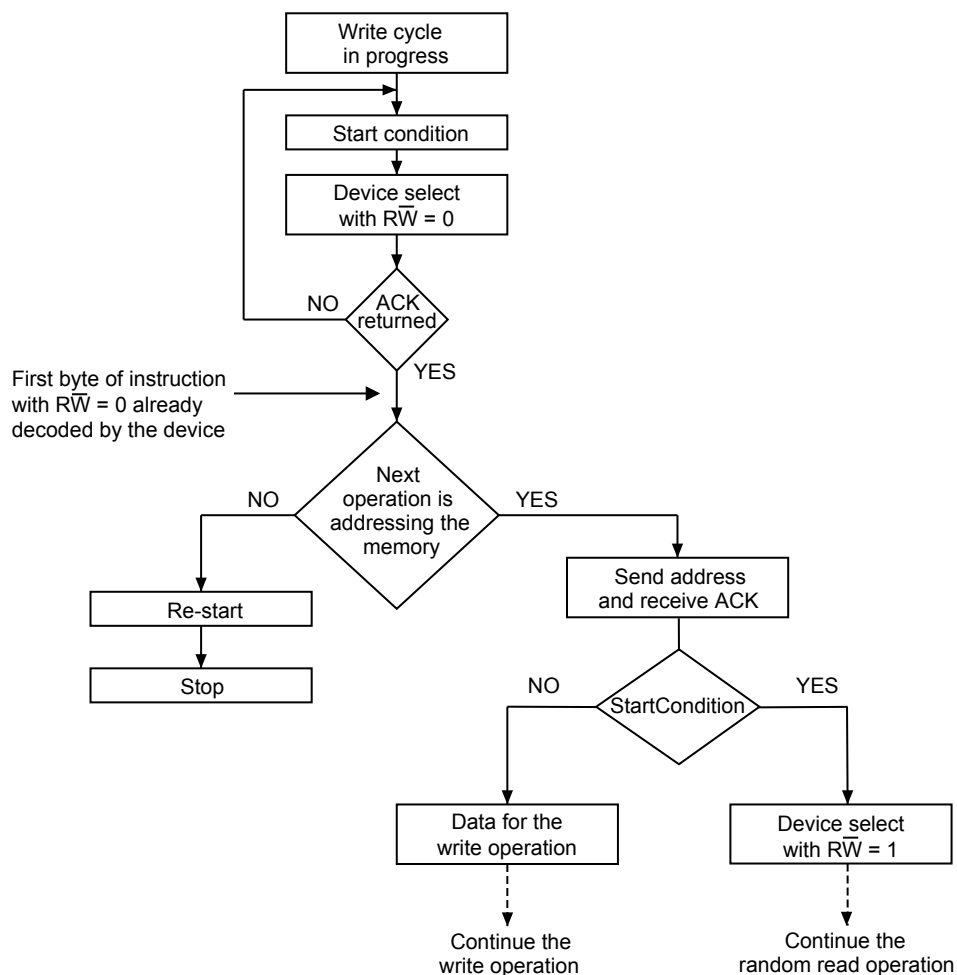 Write cycle
in progress
Start condition
Device select
with RW̅ = 0
NO
ACK
returned
YES
First byte of instruction
with RW̅ = 0 already
decoded by the device
NO
Next
operation is
addressing the
memory
YES
Send address
and receive ACK
Re-start
Stop
NO
StartCondition
YES
Data for the
write operation
Device select
with RW̅ = 1
Continue the
write operation
Continue the
random read operation